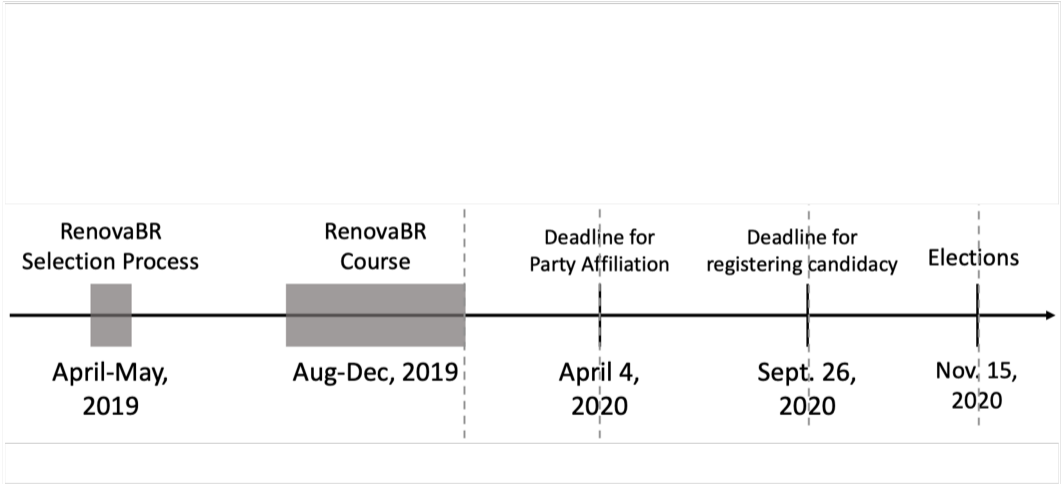 RenovaBR
Selection Process
RenovaBR
Course
Deadline for
Party Affiliation
Deadline for
registering candidacy
Elections
April-May,
2019
Aug-Dec, 2019
April 4,
2020
Sept. 26,
2020
Nov. 15,
2020